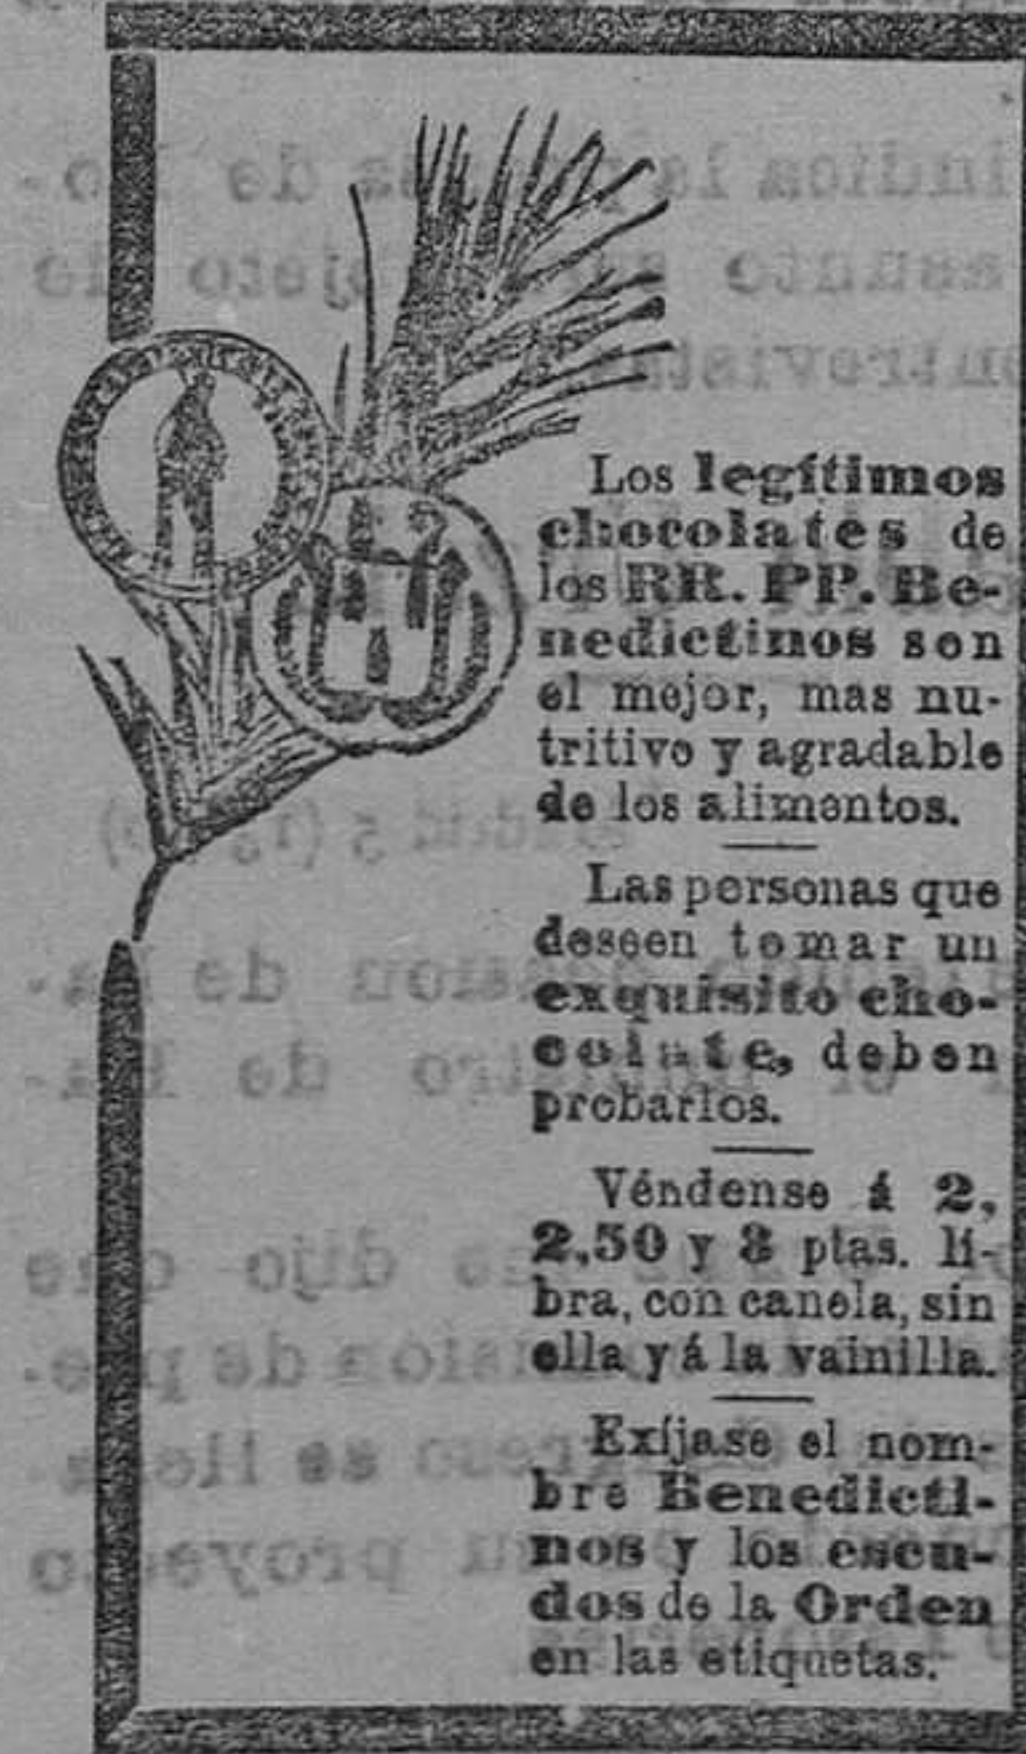 Los legítimos
chocolates de
los RR. PP. Be-
nedictinos son
el mejor, mas nu-
tritivo y agradable
de los alimentos.
Las personas que
deseen tomar un
exquisito cho-
colate, deben
probarlos.
Véndense á 2,
2,50 y 3 ptas. li-
bra, con canela, sin
ella y á la vainilla.
Exíjase el nom-
bre Benedicti-
nos y los escu-
dos de la Orden
en las etiquetas.